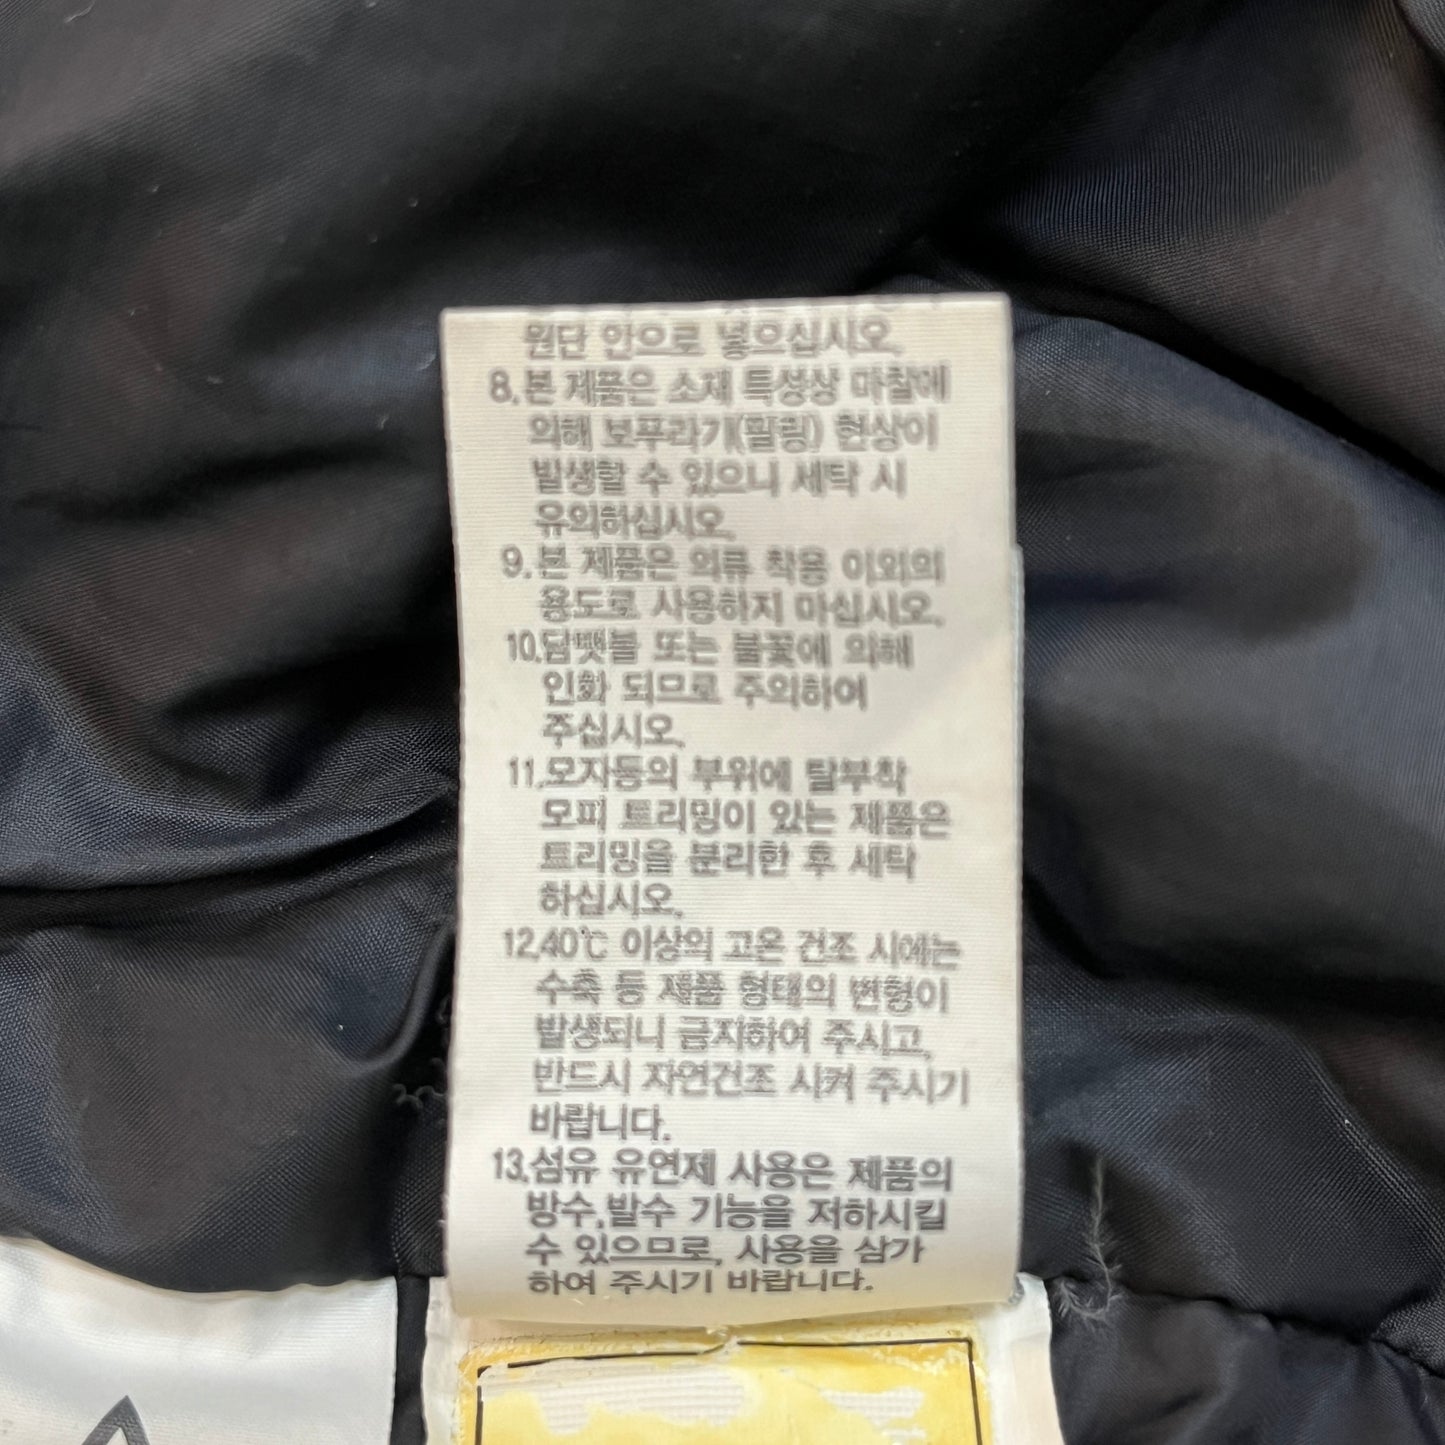 원단 안으로 넣으십시오.
8.본 제품은 소재 특성상 마찰에
의해 보푸라기(필링) 현상이
발생할 수 있으니 세탁 시
유의하십시오.
9.본 제품은 의류 착용 이외의
용도로 사용하지 마십시오.
10.담뱃불 또는 불꽃에 의해
인화 되므로 주의하여
주십시오.
11.모자등의 부위에 탈부착
모피 트리밍이 있는 제품은
트리밍을 분리한 후 세탁
하십시오.
12.40℃ 이상의 고온 건조 시에는
수축 등 제품 형태의 변형이
발생되니 금지하여 주시고,
반드시 자연건조 시켜 주시기
바랍니다.
13.섬유 유연제 사용은 제품의
방수,발수 기능을 저하시킬
수 있으므로, 사용을 삼가
하여 주시기 바랍니다.